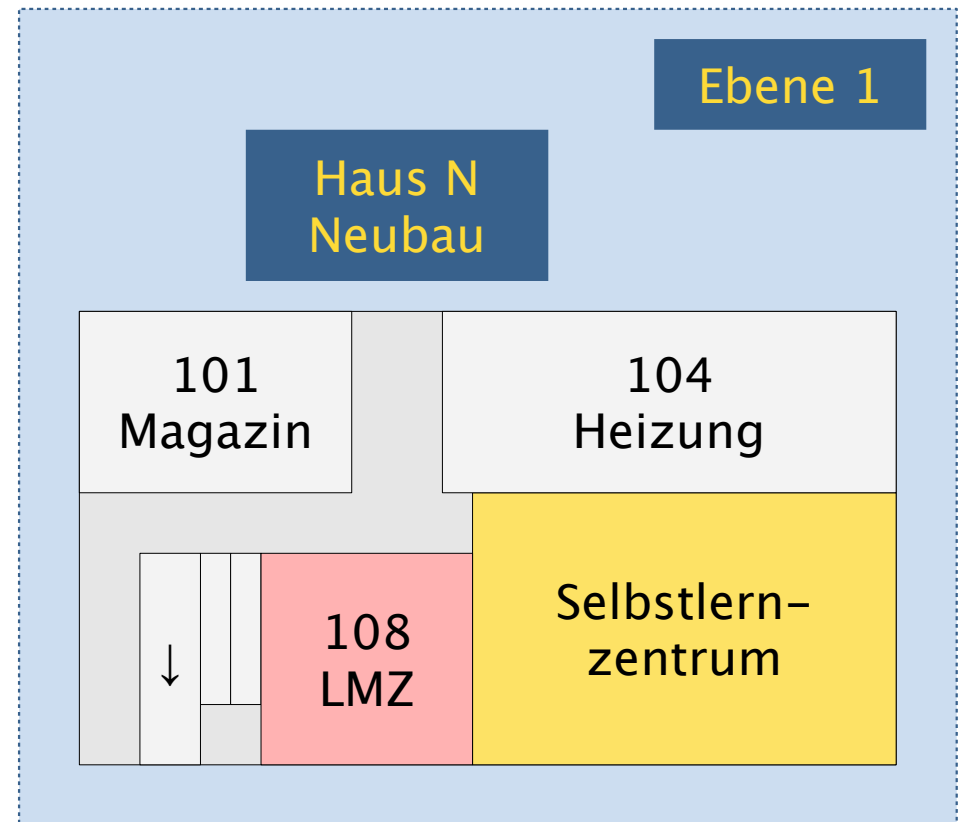 Ebene 1
Haus N
Neubau
101
Magazin
104
Heizung
↓
108
LMZ
Selbstlern-
zentrum